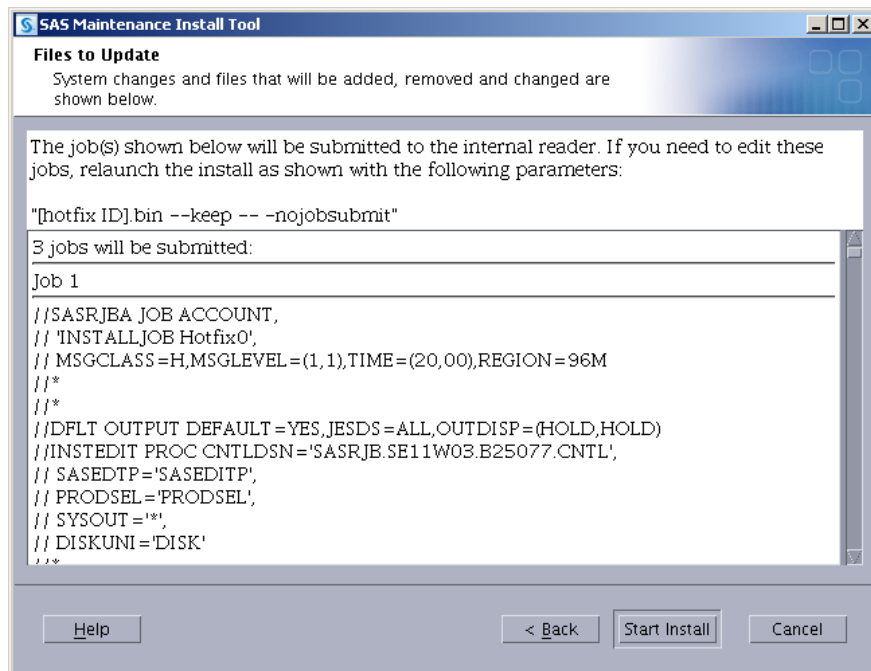 SAS Maintenance Install Tool
Files to Update
System changes and files that will be added, removed and changed are
shown below.
The job(s) shown below will be submitted to the internal reader. If you need to edit these
jobs, relaunch the install as shown with the following parameters:
"[hotfix ID].bin --keep -- -nojobsubmit"
3 jobs will be submitted:
Job 1
//SASRJBA JOB ACCOUNT,
// 'INSTALLJOB Hotfix0',
// MSGCLASS=H,MSGLEVEL=(1,1),TIME=(20,00),REGION=96M
//*
//*
//DFLT OUTPUT DEFAULT=YES,JESDS=ALL,OUTDISP=(HOLD,HOLD)
//INSTEDIT PROC CNTLDSN='SASRJB.SE11W03.B25077.CNTL',
// SASEDTP='SASEDITP',
// PRODSEL='PRODSEL',
// SYSOUT='*',
// DISKUNI='DISK'
//*
Help
< Back
Start Install
Cancel